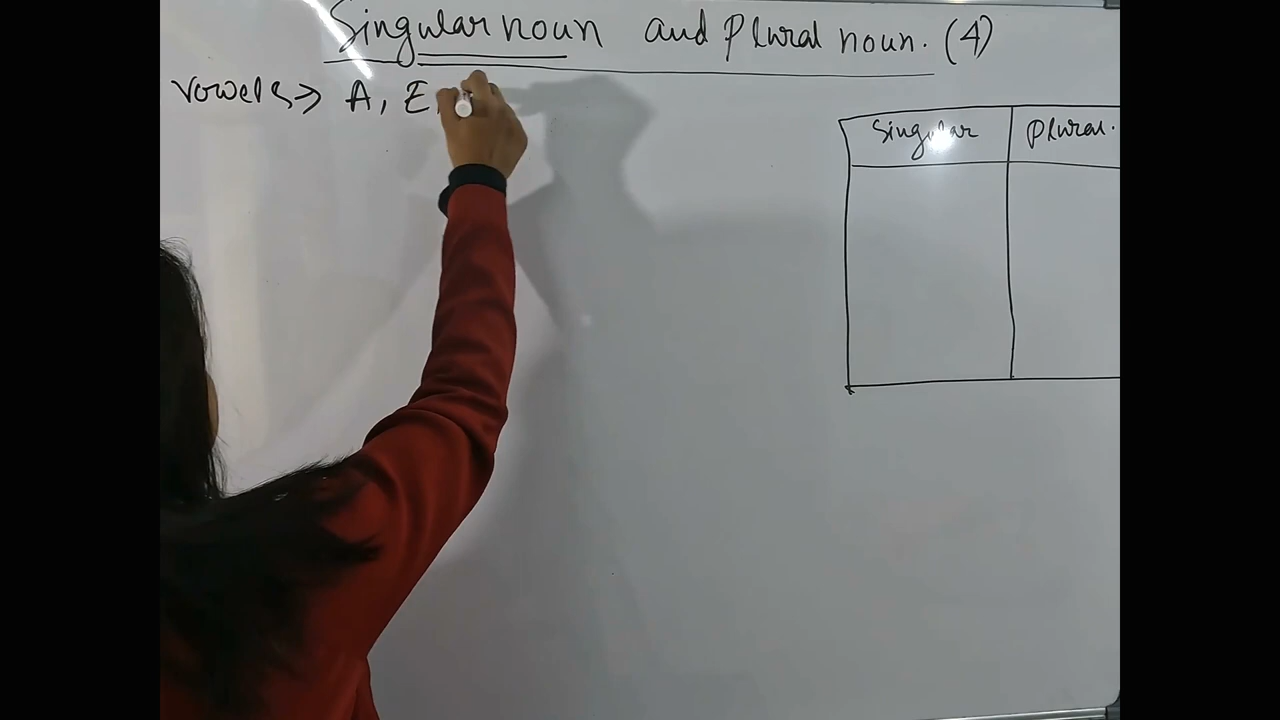 Singular noun and Plural noun. (4)
Vowels → A, E,
Singular Plural.